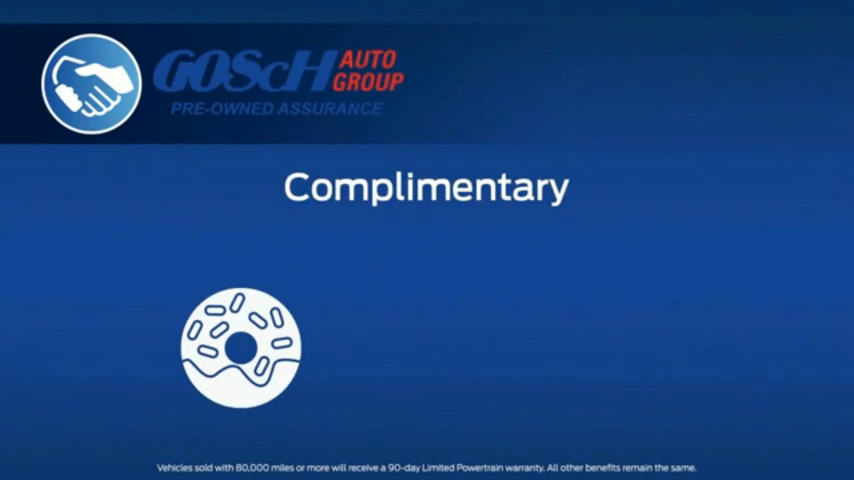 GOSCH AUTO GROUP
PRE-OWNED ASSURANCE
Complimentary
Vehicles sold with 80,000 miles or more will receive a 90-day Limited Powertrain warranty. All other benefits remain the same.